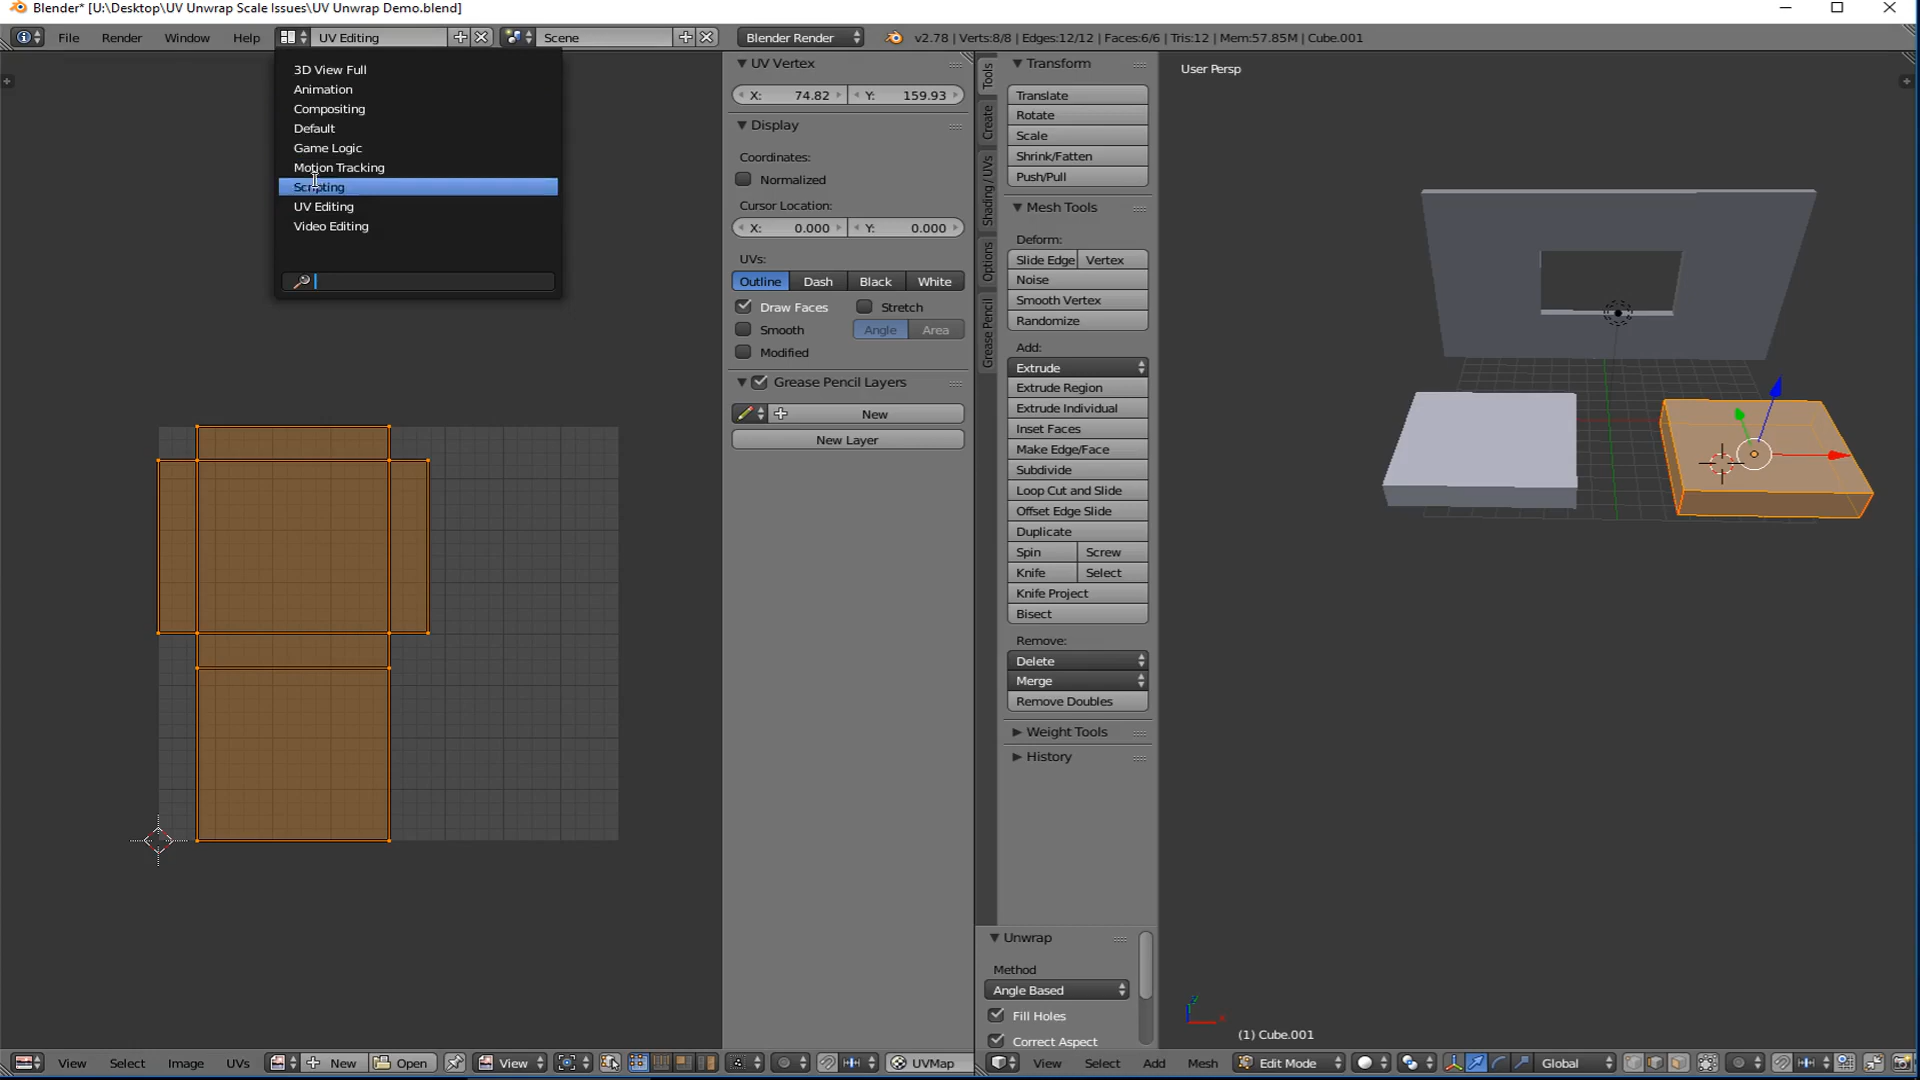 Blender* [U:\Desktop\UV Unwrap Scale Issues\UV Unwrap Demo.blend]
File Render Window Help UV Editing Scene Blender Render v2.78 | Verts:8/8 | Edges:12/12 | Faces:6/6 | Tris:12 | Mem:57.85M | Cube.001
3D View Full
Animation
Compositing
Default
Game Logic
Motion Tracking
Scripting
UV Editing
Video Editing
UV Vertex
X: 74.82 Y: 159.93
Display
Coordinates:
Normalized
Cursor Location:
X: 0.000 Y: 0.000
UVs:
Outline Dash Black White
Draw Faces Stretch
Smooth Angle Area
Modified
Grease Pencil Layers
New
New Layer
Tools
Create
Shading / UVs
Options
Grease Pencil
Transform
Translate
Rotate
Scale
Shrink/Fatten
Push/Pull
Mesh Tools
Deform:
Slide Edge Vertex
Noise
Smooth Vertex
Randomize
Add:
Extrude
Extrude Region
Extrude Individual
Inset Faces
Make Edge/Face
Subdivide
Loop Cut and Slide
Offset Edge Slide
Duplicate
Spin Screw
Knife Select
Knife Project
Bisect
Remove:
Delete
Merge
Remove Doubles
Weight Tools
History
Unwrap
Method
Angle Based
Fill Holes
Correct Aspect
User Persp
(1) Cube.001
View Select Image UVs New Open View UVMap
View Select Add Mesh Edit Mode Global